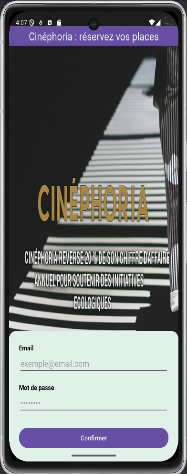 4:07
Cinéphoria : réservez vos places
CINÉPHORIA
CINÉPHORIA REVERSE 20 % DE SON CHIFFRE D'AFFAIRE
ANNUEL POUR SOUTENIR DES INITIATIVES
ÉCOLOGIQUES
Email
exemple@email.com
Mot de passe
••••••••
Confirmer